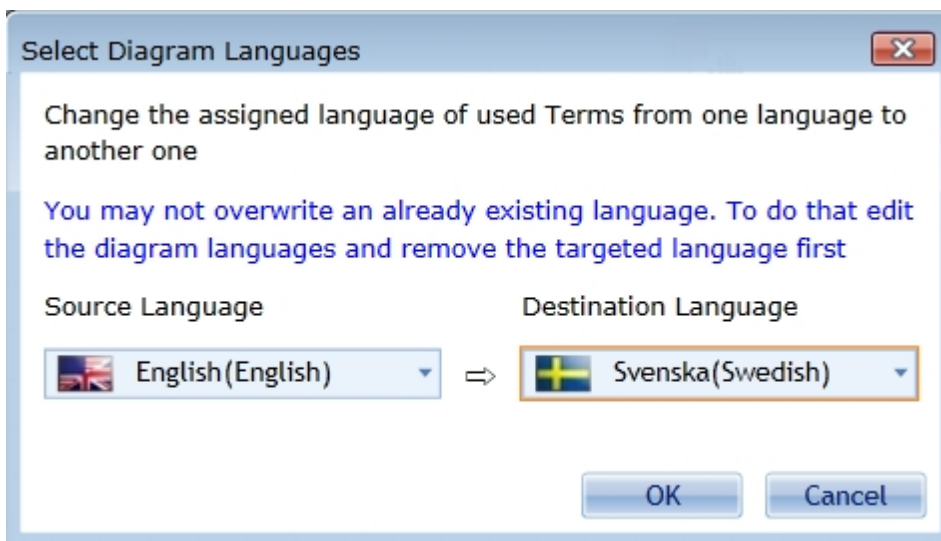 Select Diagram Languages
Change the assigned language of used Terms from one language to
another one
You may not overwrite an already existing language. To do that edit
the diagram languages and remove the targeted language first
Source Language
Destination Language
English(English)
Svenska(Swedish)
OK
Cancel